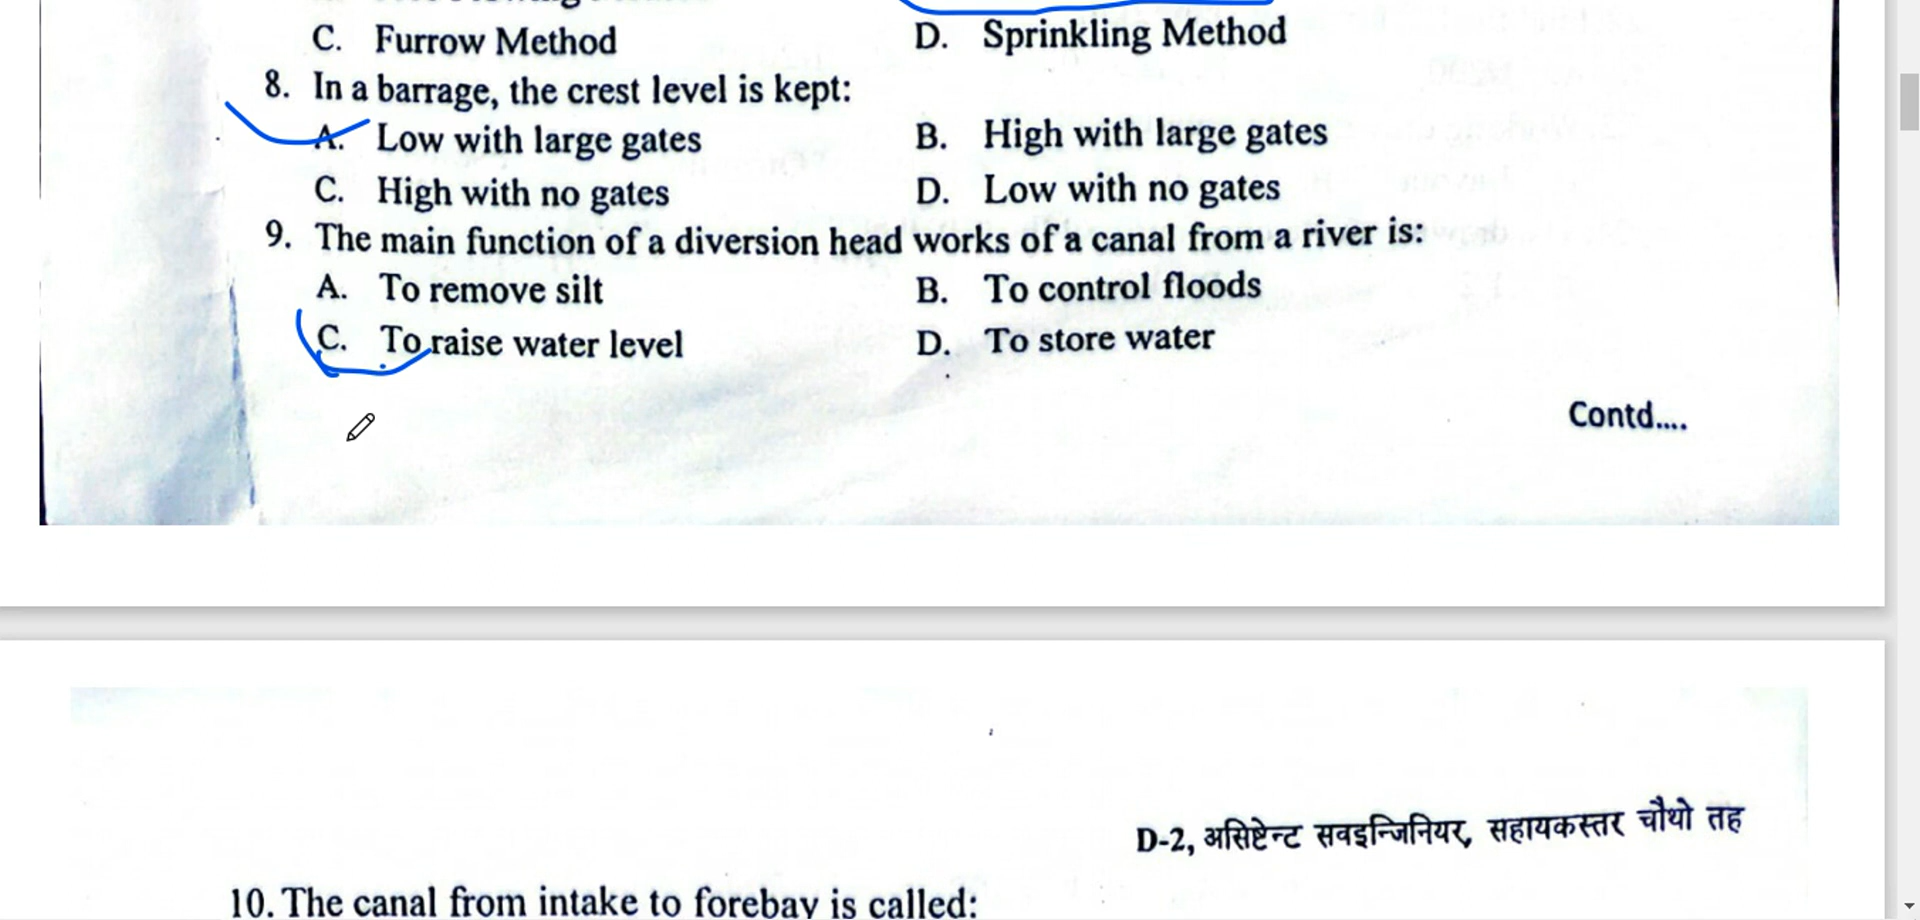 C. Furrow Method D. Sprinkling Method
8. In a barrage, the crest level is kept:
A. Low with large gates B. High with large gates
C. High with no gates D. Low with no gates
9. The main function of a diversion head works of a canal from a river is:
A. To remove silt B. To control floods
C. To raise water level D. To store water
Contd....
D-2, असिष्टेन्ट सवइन्जिनियर, सहायकस्तर चौथो तह
10. The canal from intake to forebay is called: